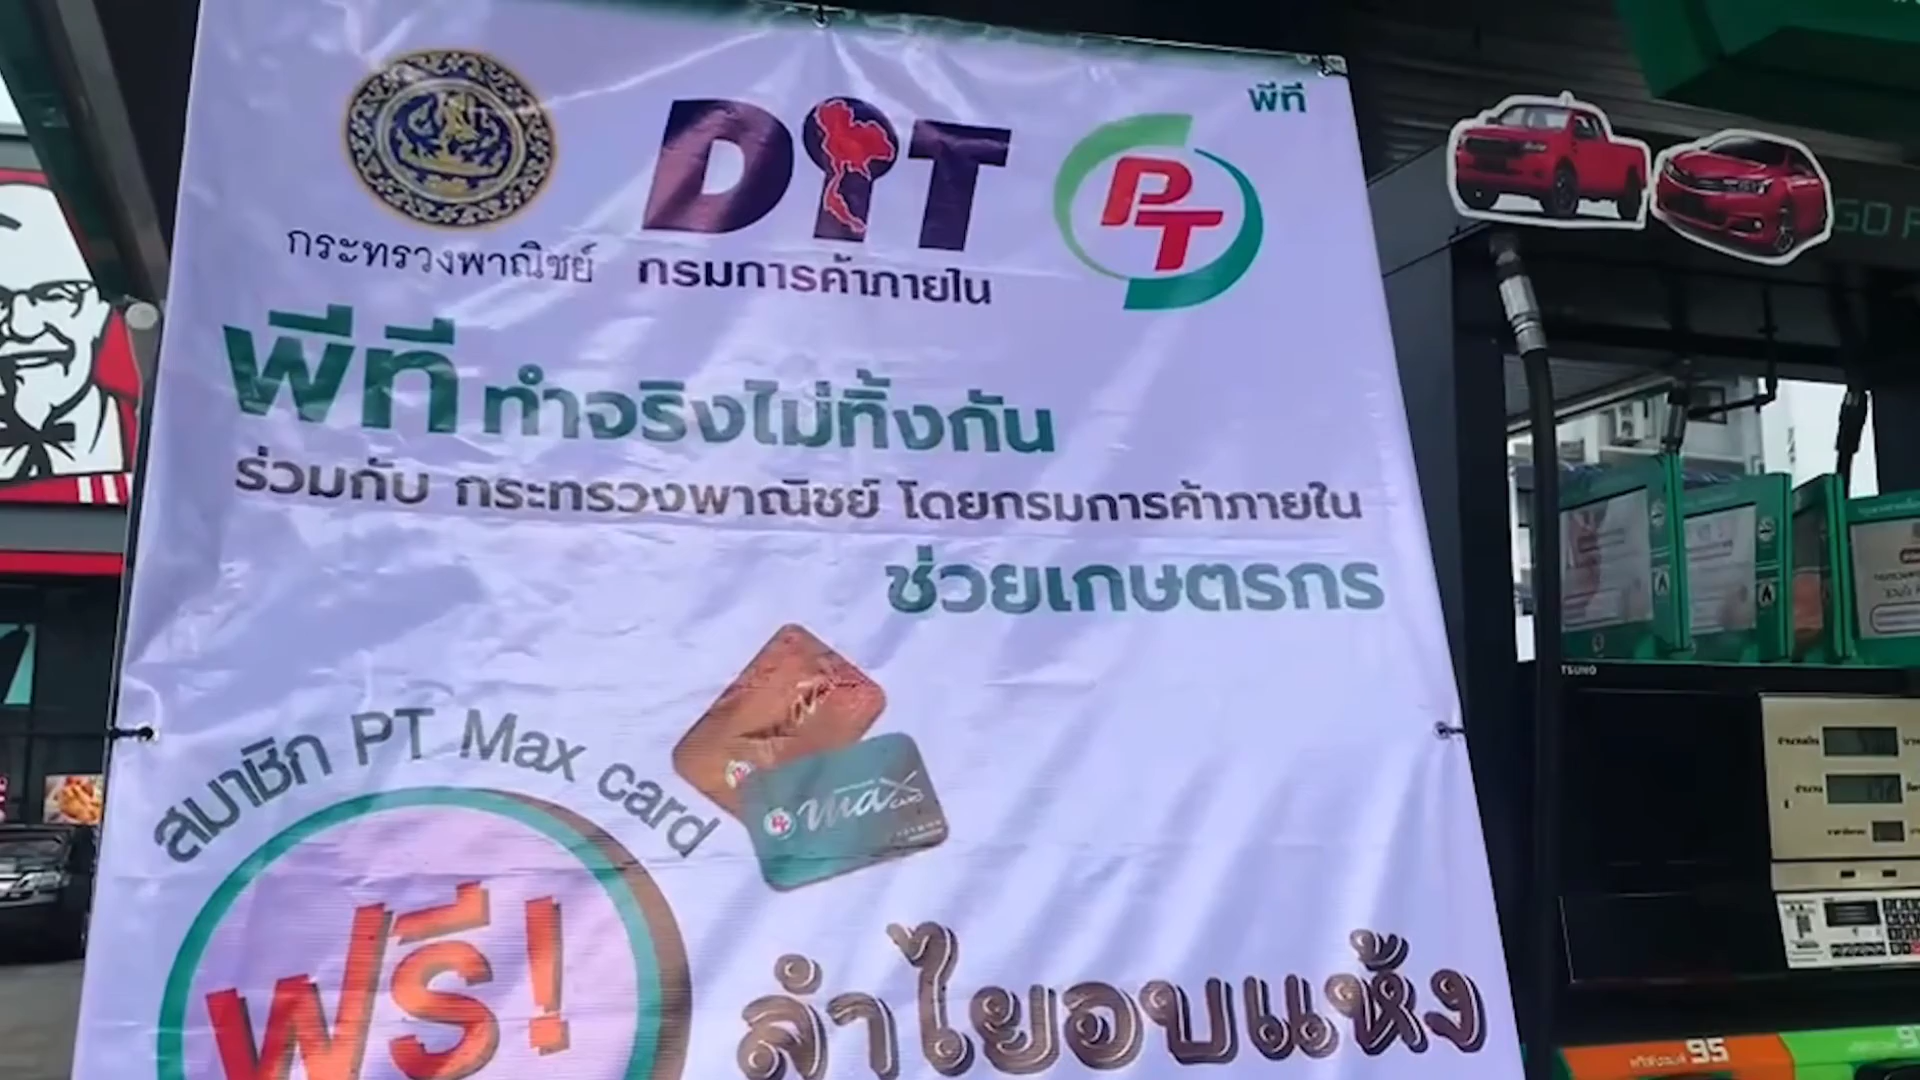 พีที
DIT
PT
กระทรวงพาณิชย์
กรมการค้าภายใน
พีที ทำจริงไม่ทิ้งกัน
ร่วมกับ กระทรวงพาณิชย์ โดยกรมการค้าภายใน
ช่วยเกษตรกร
สมาชิก PT Max card
PT max CARD
ฟรี!
ลำไยอบแห้ง
GO
95